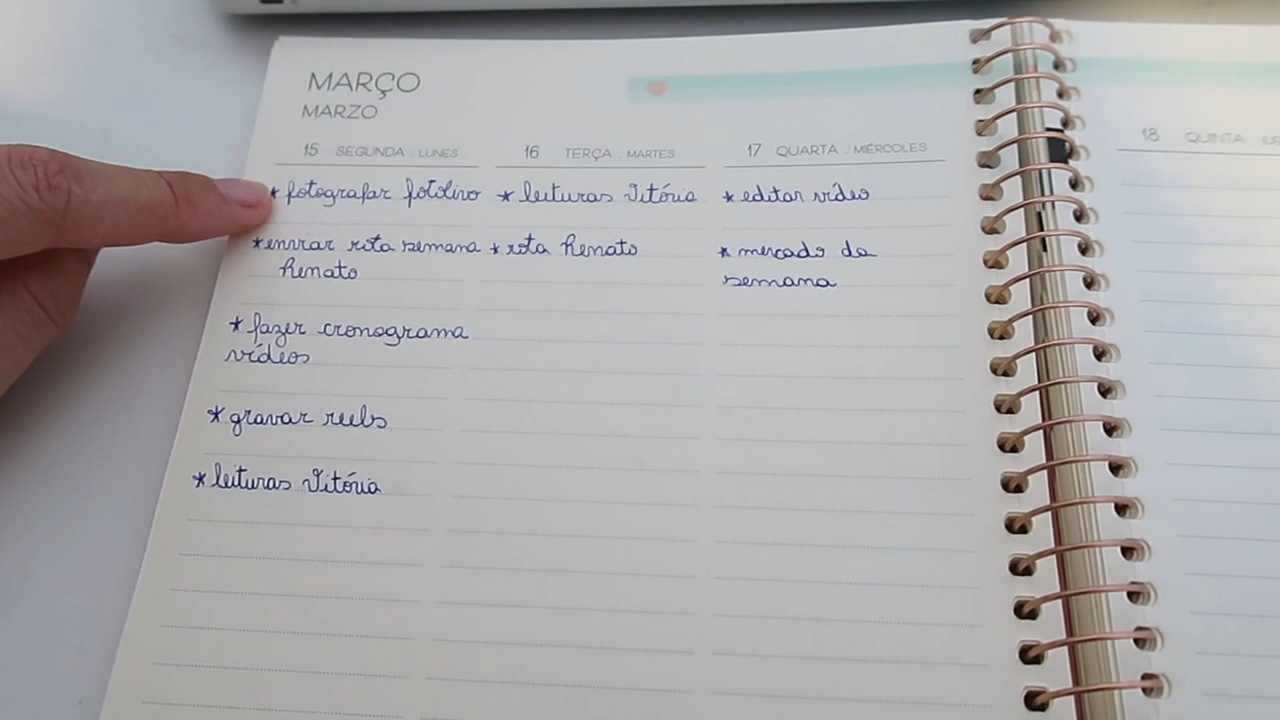 MARÇO
MARZO
15 SEGUNDA . LUNES
* fotografar fotolivro
* enviar rota semana
Renato
* fazer cronograma
vídeos
* gravar reels
* leituras Vitória
16 TERÇA . MARTES
* leituras Vitória
* rota Renato
17 QUARTA . MIÉRCOLES
* editar vídeo
* mercado da
semana
18 QUINTA .